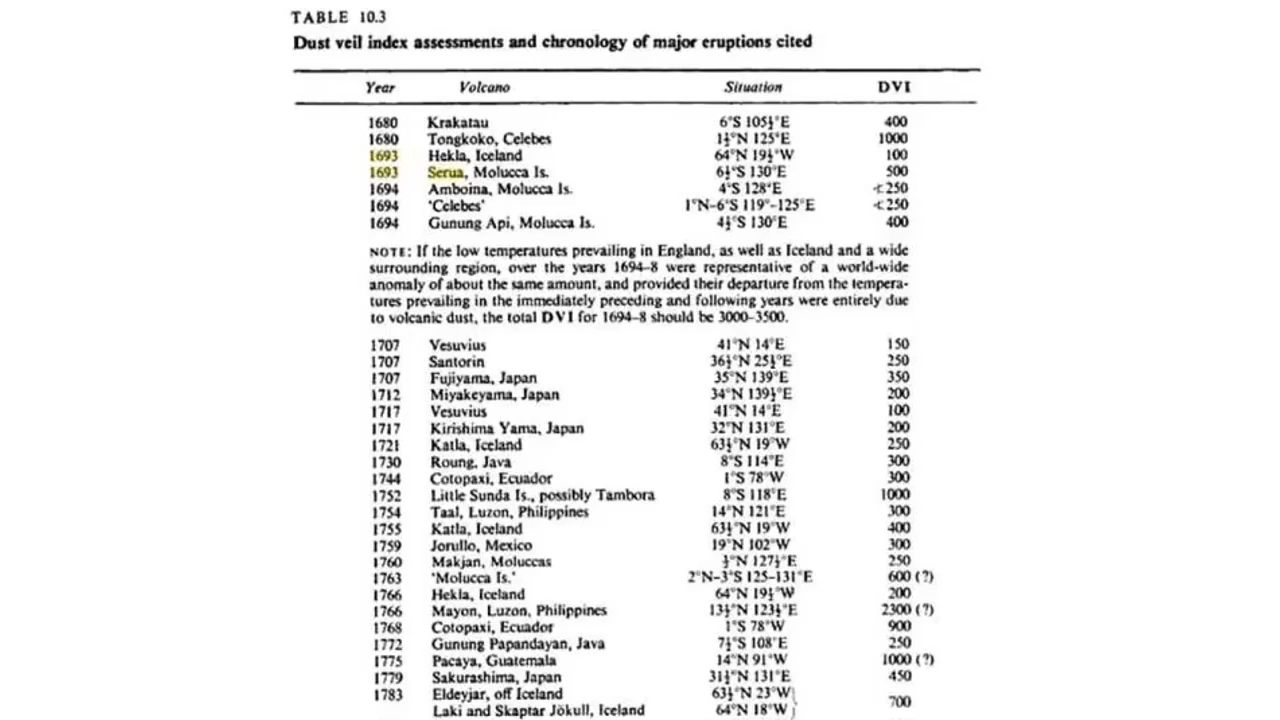 TABLE 10.3
Dust veil index assessments and chronology of major eruptions cited
Year Volcano Situation DVI
1680 Krakatau 6°S 105½°E 400
1680 Tongkoko, Celebes 1½°N 125°E 1000
1693 Hekla, Iceland 64°N 19½°W 100
1693 Serua, Molucca Is. 6½°S 130°E 500
1694 Amboina, Molucca Is. 4°S 128°E <250
1694 'Celebes' 1°N–6°S 119°–125°E <250
1694 Gunung Api, Molucca Is. 4½°S 130°E 400
NOTE: If the low temperatures prevailing in England, as well as Iceland and a wide
surrounding region, over the years 1694–8 were representative of a world-wide
anomaly of about the same amount, and provided their departure from the tempera-
tures prevailing in the immediately preceding and following years were entirely due
to volcanic dust, the total DVI for 1694–8 should be 3000–3500.
1707 Vesuvius 41°N 14°E 150
1707 Santorin 36½°N 25½°E 250
1707 Fujiyama, Japan 35°N 139°E 350
1712 Miyakeyama, Japan 34°N 139½°E 200
1717 Vesuvius 41°N 14°E 100
1717 Kirishima Yama, Japan 32°N 131°E 200
1721 Katla, Iceland 63½°N 19°W 250
1730 Roung, Java 8°S 114°E 300
1744 Cotopaxi, Ecuador 1°S 78°W 300
1752 Little Sunda Is., possibly Tambora 8°S 118°E 1000
1754 Taal, Luzon, Philippines 14°N 121°E 300
1755 Katla, Iceland 63½°N 19°W 400
1759 Jorullo, Mexico 19°N 102°W 300
1760 Makjan, Moluccas ½°N 127½°E 250
1763 'Molucca Is.' 2°N–3°S 125–131°E 600 (?)
1766 Hekla, Iceland 64°N 19½°W 200
1766 Mayon, Luzon, Philippines 13½°N 123½°E 2300 (?)
1768 Cotopaxi, Ecuador 1°S 78°W 900
1772 Gunung Papandayan, Java 7½°S 108°E 250
1775 Pacaya, Guatemala 14°N 91°W 1000 (?)
1779 Sakurashima, Japan 31½°N 131°E 450
1783 Eldeyjar, off Iceland 63½°N 23°W
700
Laki and Skaptar Jökull, Iceland 64°N 18°W